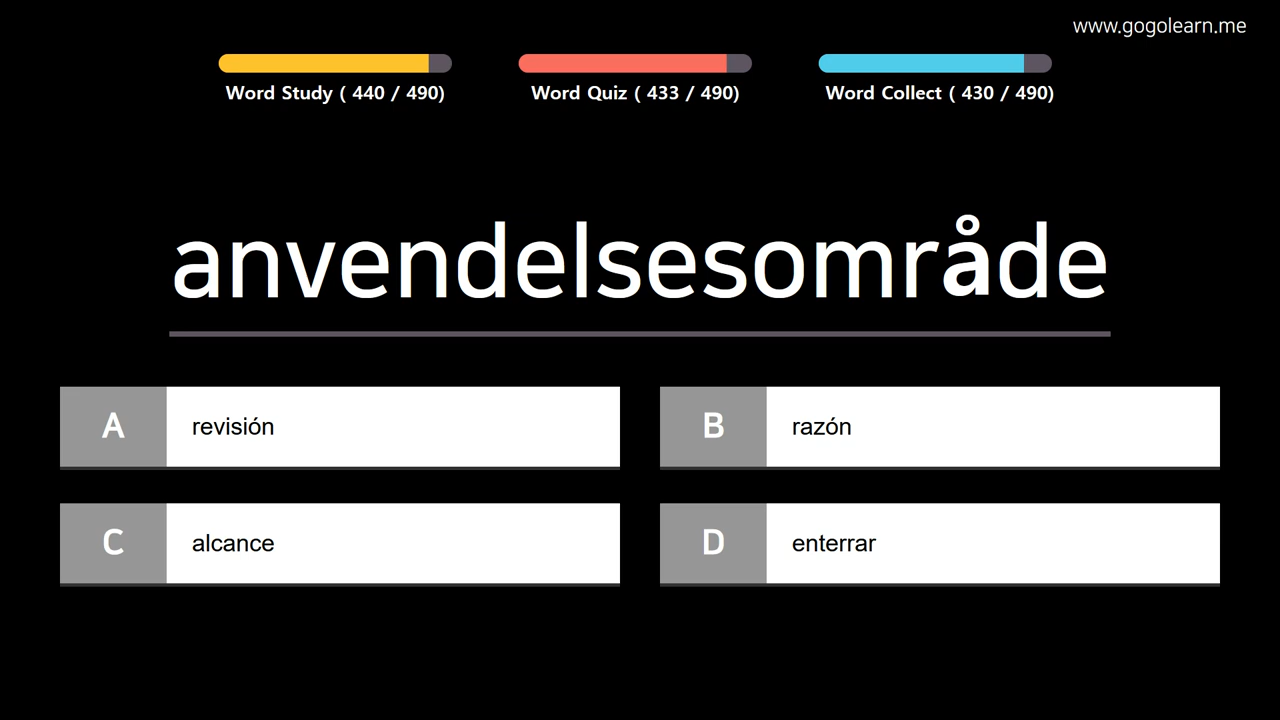 www.gogolearn.me
Word Study ( 440 / 490)
Word Quiz ( 433 / 490)
Word Collect ( 430 / 490)
anvendelsesområde
A revisión
B razón
C alcance
D enterrar